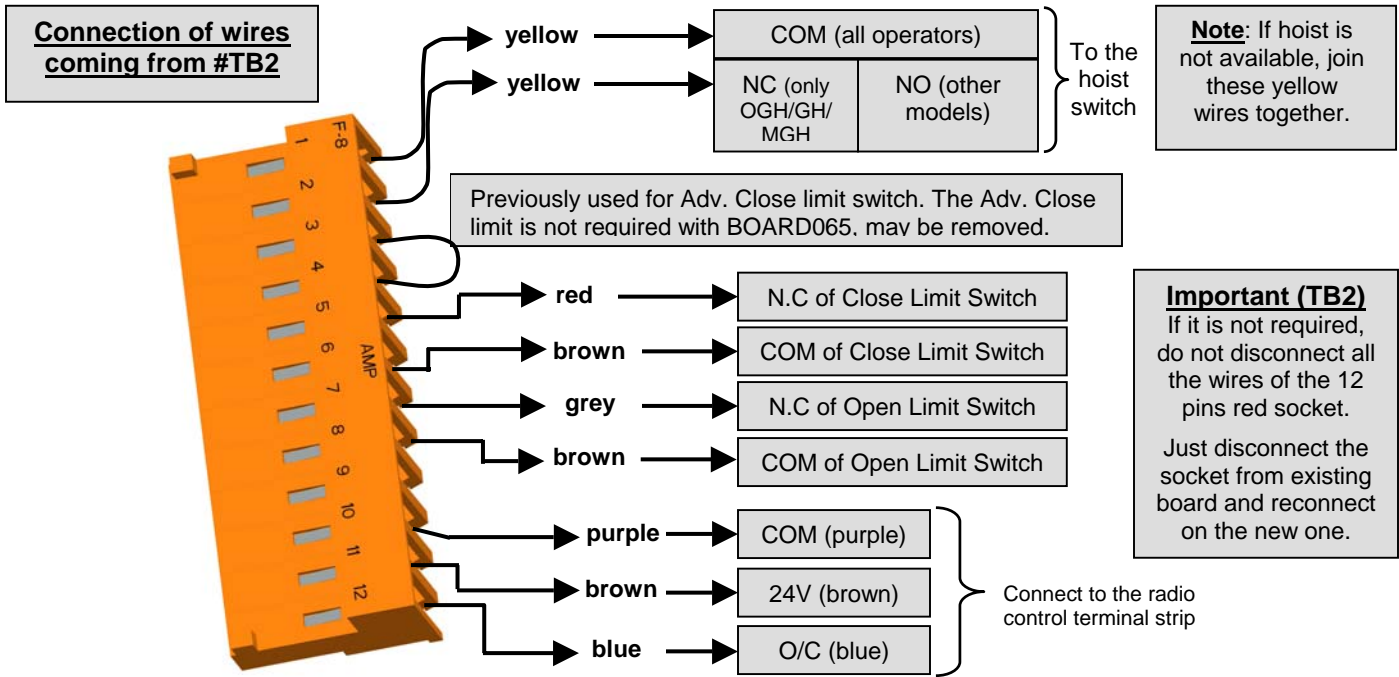 Connection of wires
coming from #TB2
yellow
COM (all operators)
yellow
NC (only
OGH/GH/
MGH
NO (other
models)
To the
hoist
switch
Note: If hoist is
not available, join
these yellow
wires together.
F-8
1
2
3
4
5
6
AMP
7
8
9
10
11
12
Previously used for Adv. Close limit switch. The Adv. Close
limit is not required with BOARD065, may be removed.
red
N.C of Close Limit Switch
brown
COM of Close Limit Switch
grey
N.C of Open Limit Switch
brown
COM of Open Limit Switch
Important (TB2)
If it is not required,
do not disconnect all
the wires of the 12
pins red socket.
Just disconnect the
socket from existing
board and reconnect
on the new one.
purple
COM (purple)
brown
24V (brown)
blue
O/C (blue)
Connect to the radio
control terminal strip